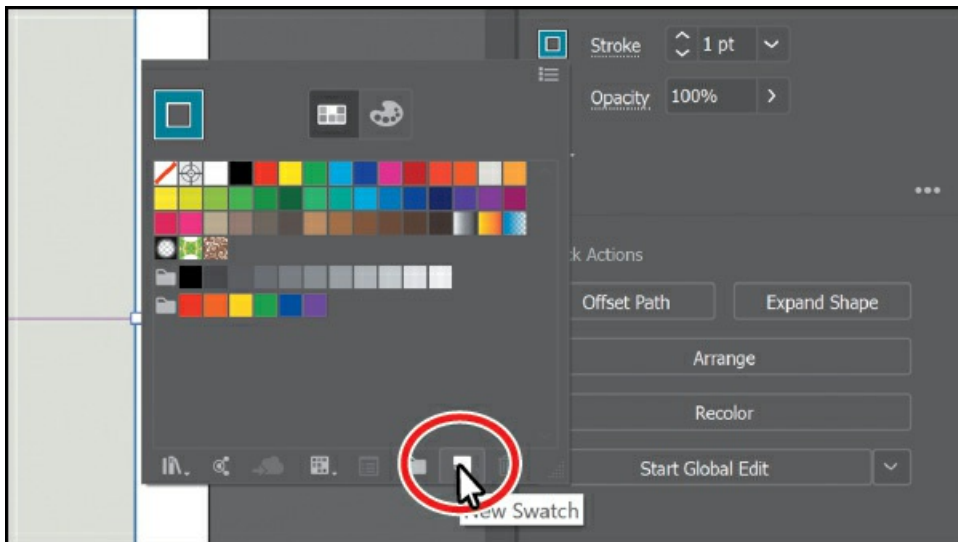 Stroke 1 pt
Opacity 100%
k Actions
Offset Path Expand Shape
Arrange
Recolor
Start Global Edit
New Swatch